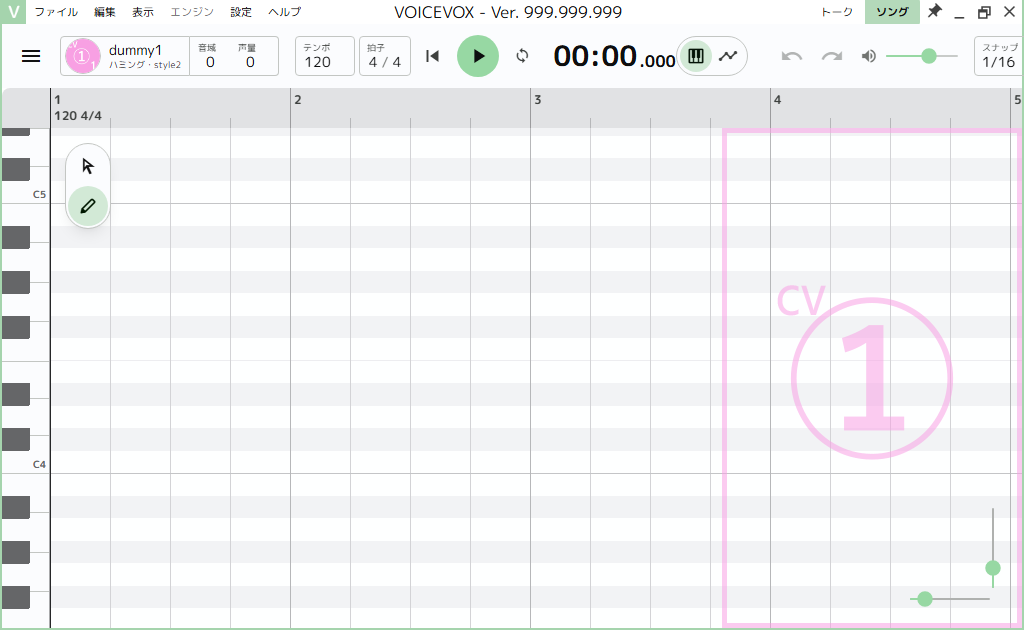 V ファイル 編集 表示 エンジン 設定 ヘルプ VOICEVOX - Ver. 999.999.999 トーク ソング
CV ① 1 dummy1 ハミング・style2 音域 0 声量 0 テンポ 120 拍子 4 / 4 00:00.000 スナップ 1/16
1 2 3 4 5
120 4/4
C5
CV
①
C4